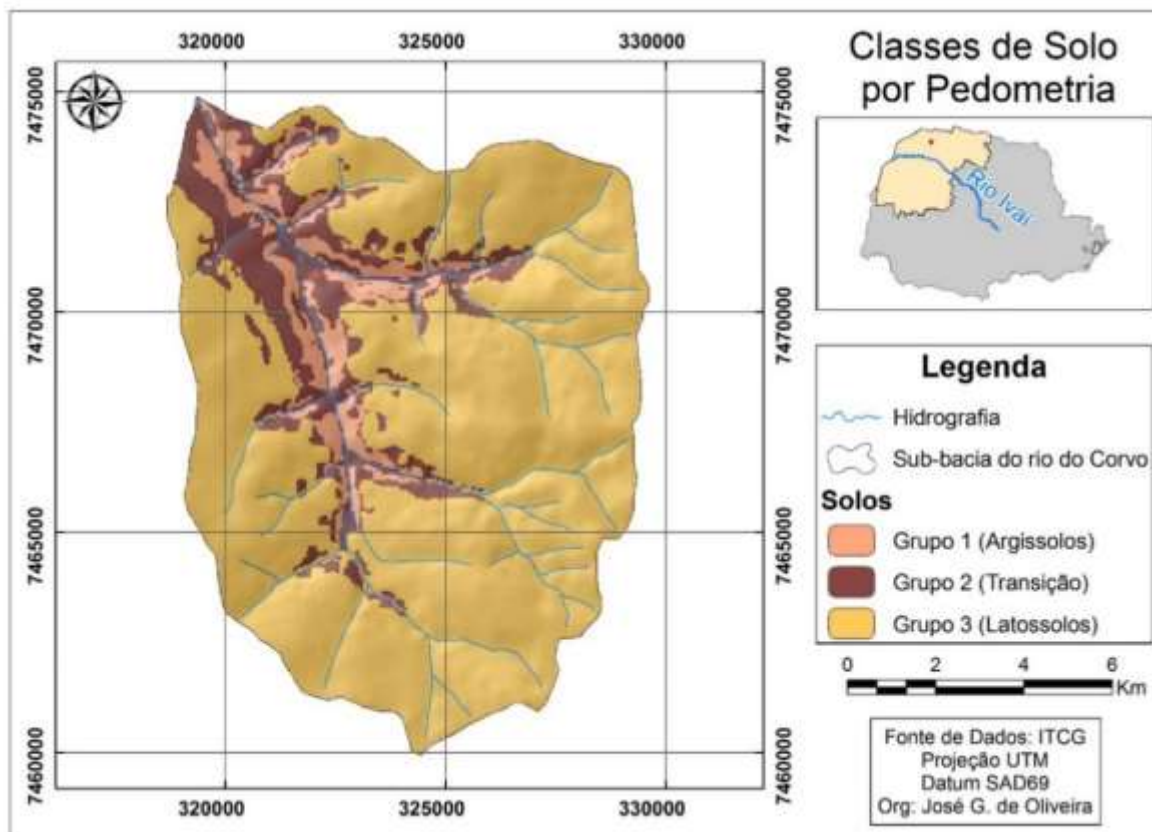 320000
325000
330000
7475000
7475000
7470000
7470000
7465000
7465000
7460000
7460000
320000
325000
330000
Classes de Solo
por Pedometria
Rio Ivaí
Legenda
Hidrografia
Sub-bacia do rio do Corvo
Solos
Grupo 1 (Argissolos)
Grupo 2 (Transição)
Grupo 3 (Latossolos)
0 2 4 6
Km
Fonte de Dados: ITCG
Projeção UTM
Datum SAD69
Org: José G. de Oliveira